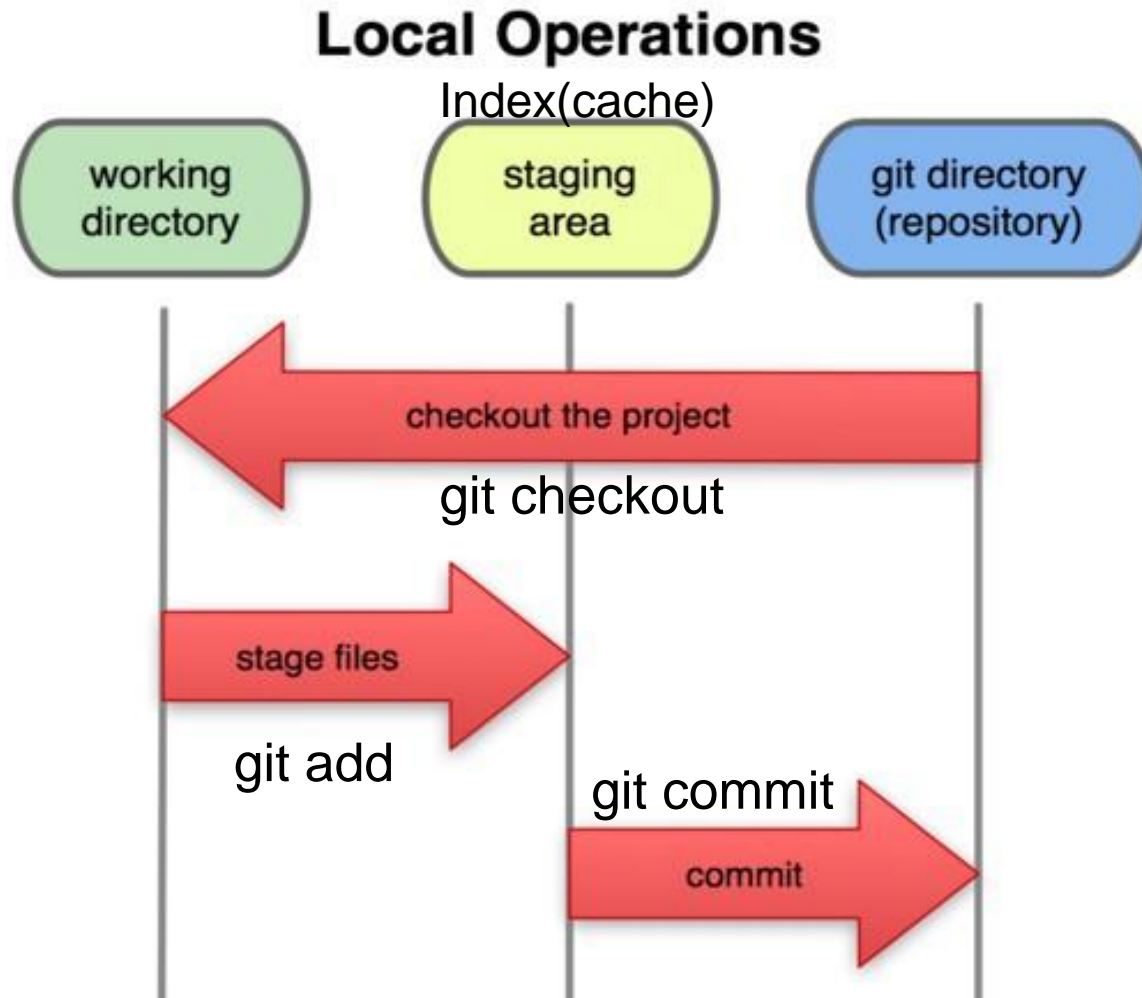 Local Operations
Index(cache)
working
directory
staging
area
git directory
(repository)
checkout the project
git checkout
stage files
git add
git commit
commit